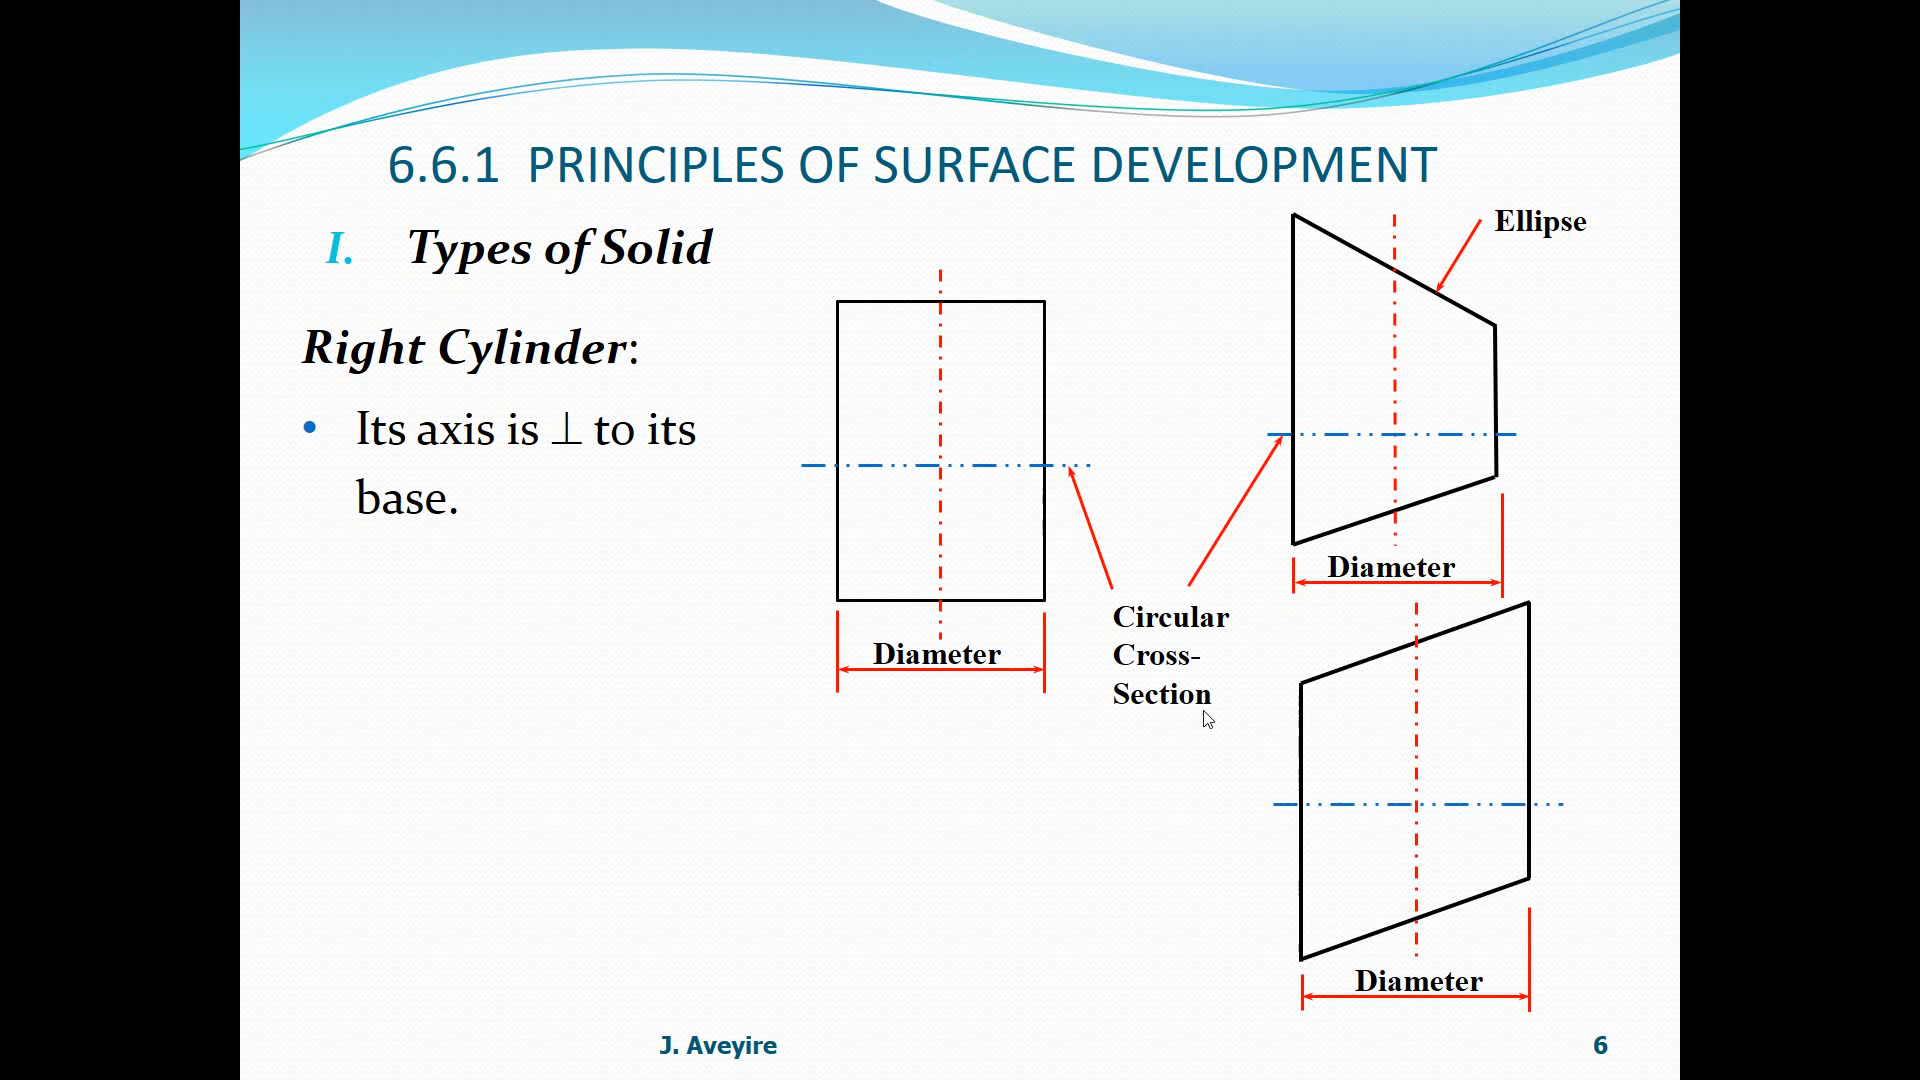 6.6.1 PRINCIPLES OF SURFACE DEVELOPMENT
I. Types of Solid
Right Cylinder:
• Its axis is ⊥ to its
base.
Diameter
Circular
Cross-
Section
Ellipse
Diameter
Diameter
J. Aveyire
6